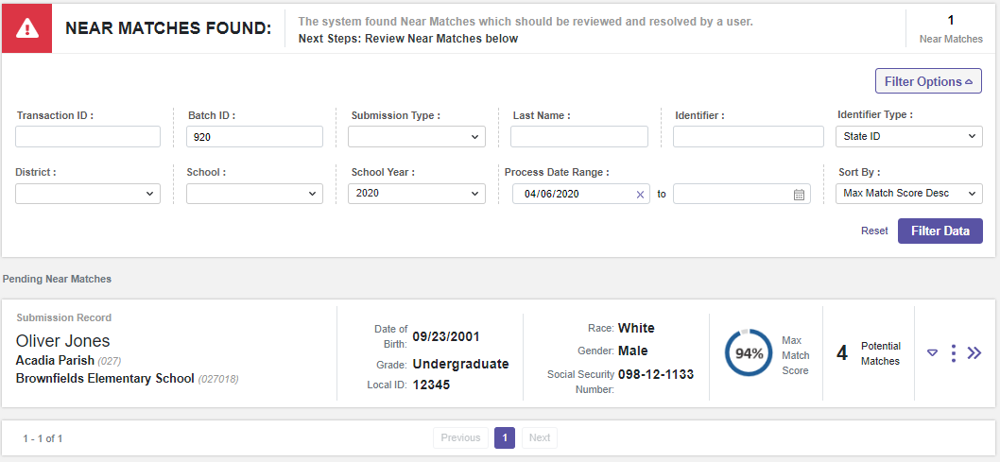 NEAR MATCHES FOUND:
The system found Near Matches which should be reviewed and resolved by a user.
Next Steps: Review Near Matches below
1
Near Matches
Filter Options
Transaction ID :
Batch ID :
Submission Type :
Last Name :
Identifier :
Identifier Type :
920
State ID
District :
School :
School Year :
Process Date Range :
Sort By :
2020
04/06/2020
to
Max Match Score Desc
Reset
Filter Data
Pending Near Matches
Submission Record
Oliver Jones
Acadia Parish (027)
Brownfields Elementary School (027018)
Date of
Birth:
09/23/2001
Grade: Undergraduate
Local ID: 12345
Race: White
Gender: Male
Social Security
Number:
098-12-1133
94%
Max
Match
Score
4
Potential
Matches
1 - 1 of 1
Previous
1
Next